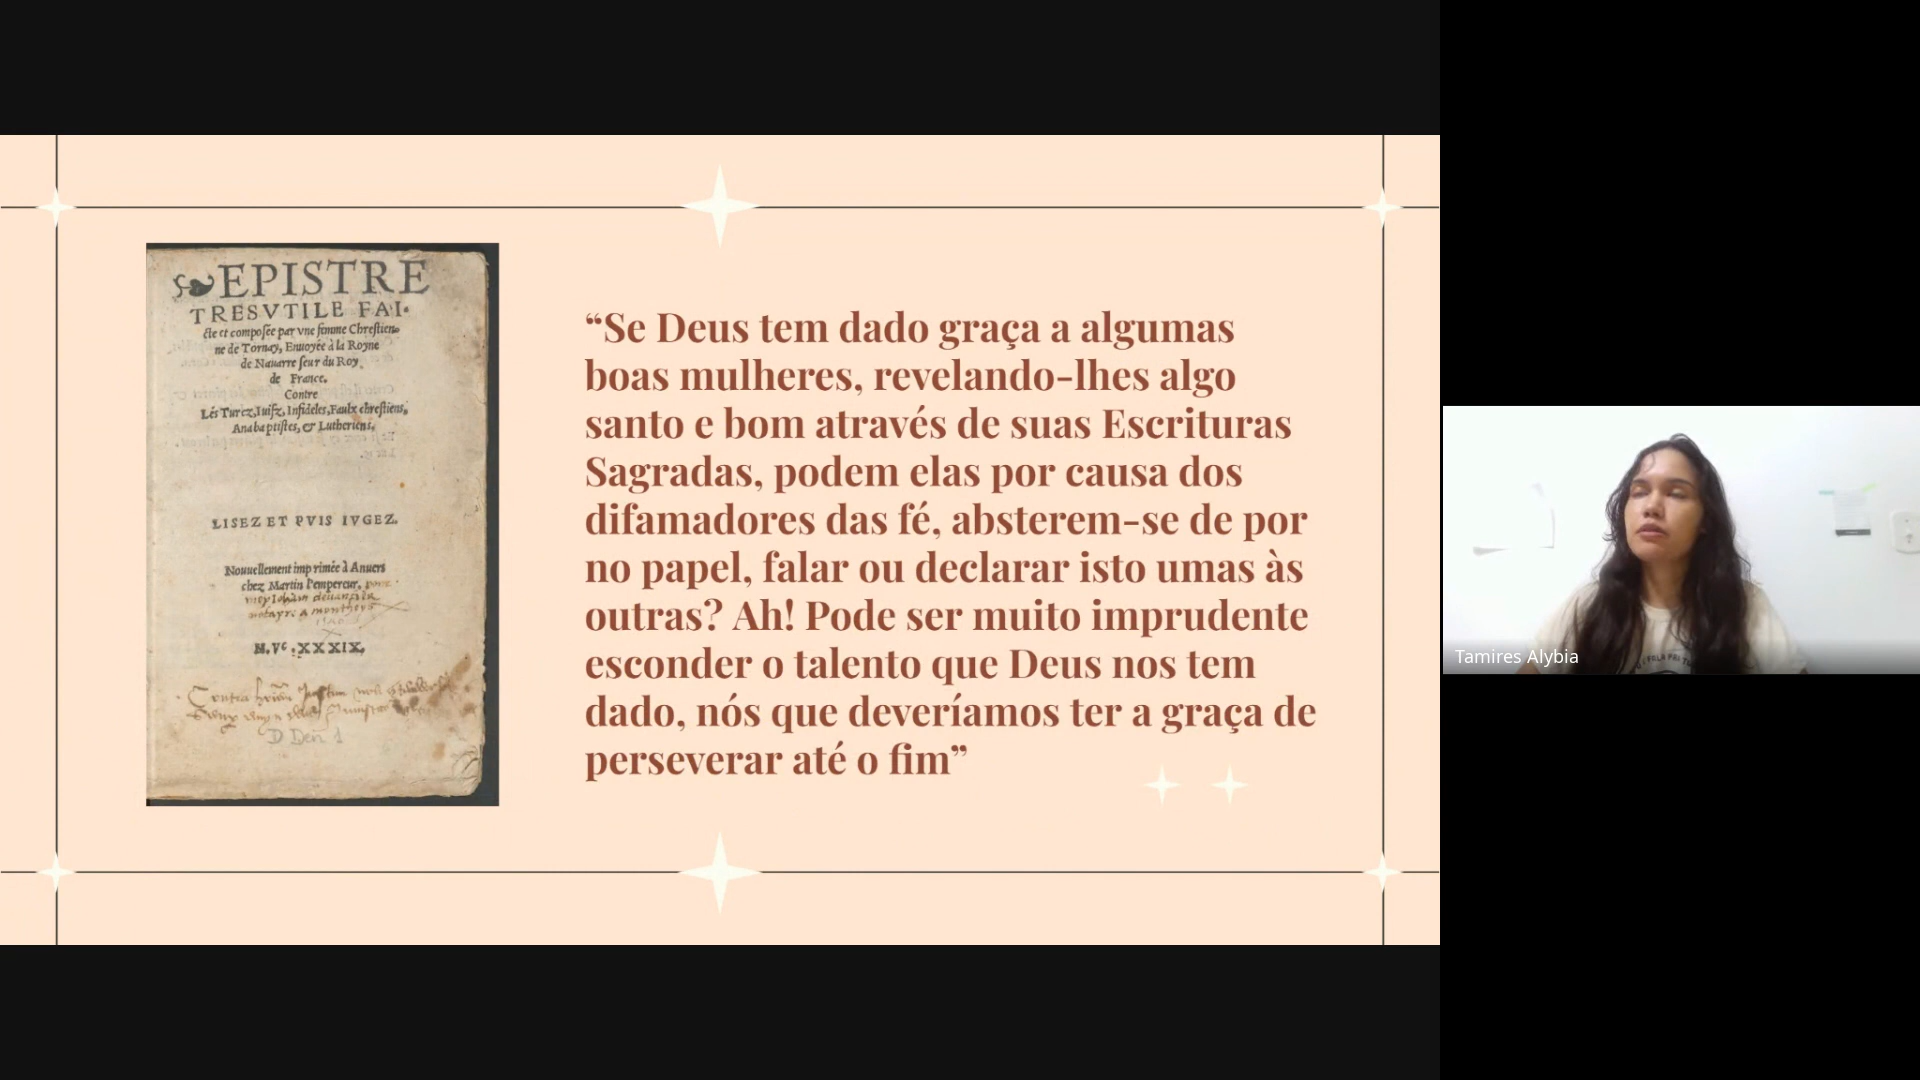 EPISTRE
TRESVTILE FAI-
cte et composée par vne femme Chrestien-
ne de Tornay, Enuoyée à la Royne
de Nauarre seur du Roy
de France.
Contre
Lés Turcz, Iuifz, Infideles, Faulx chrestiens,
Anabaptistes, & Lutheriens.
LISEZ ET PVIS IVGEZ.
Nouuellement imprimée à Anuers
chez Martin l'empereur.
M.Vᶜ.XXXIX.
Contra
“Se Deus tem dado graça a algumas
boas mulheres, revelando-lhes algo
santo e bom através de suas Escrituras
Sagradas, podem elas por causa dos
difamadores das fé, absterem-se de por
no papel, falar ou declarar isto umas às
outras? Ah! Pode ser muito imprudente
esconder o talento que Deus nos tem
dado, nós que deveríamos ter a graça de
perseverar até o fim”
Tamires Alybia